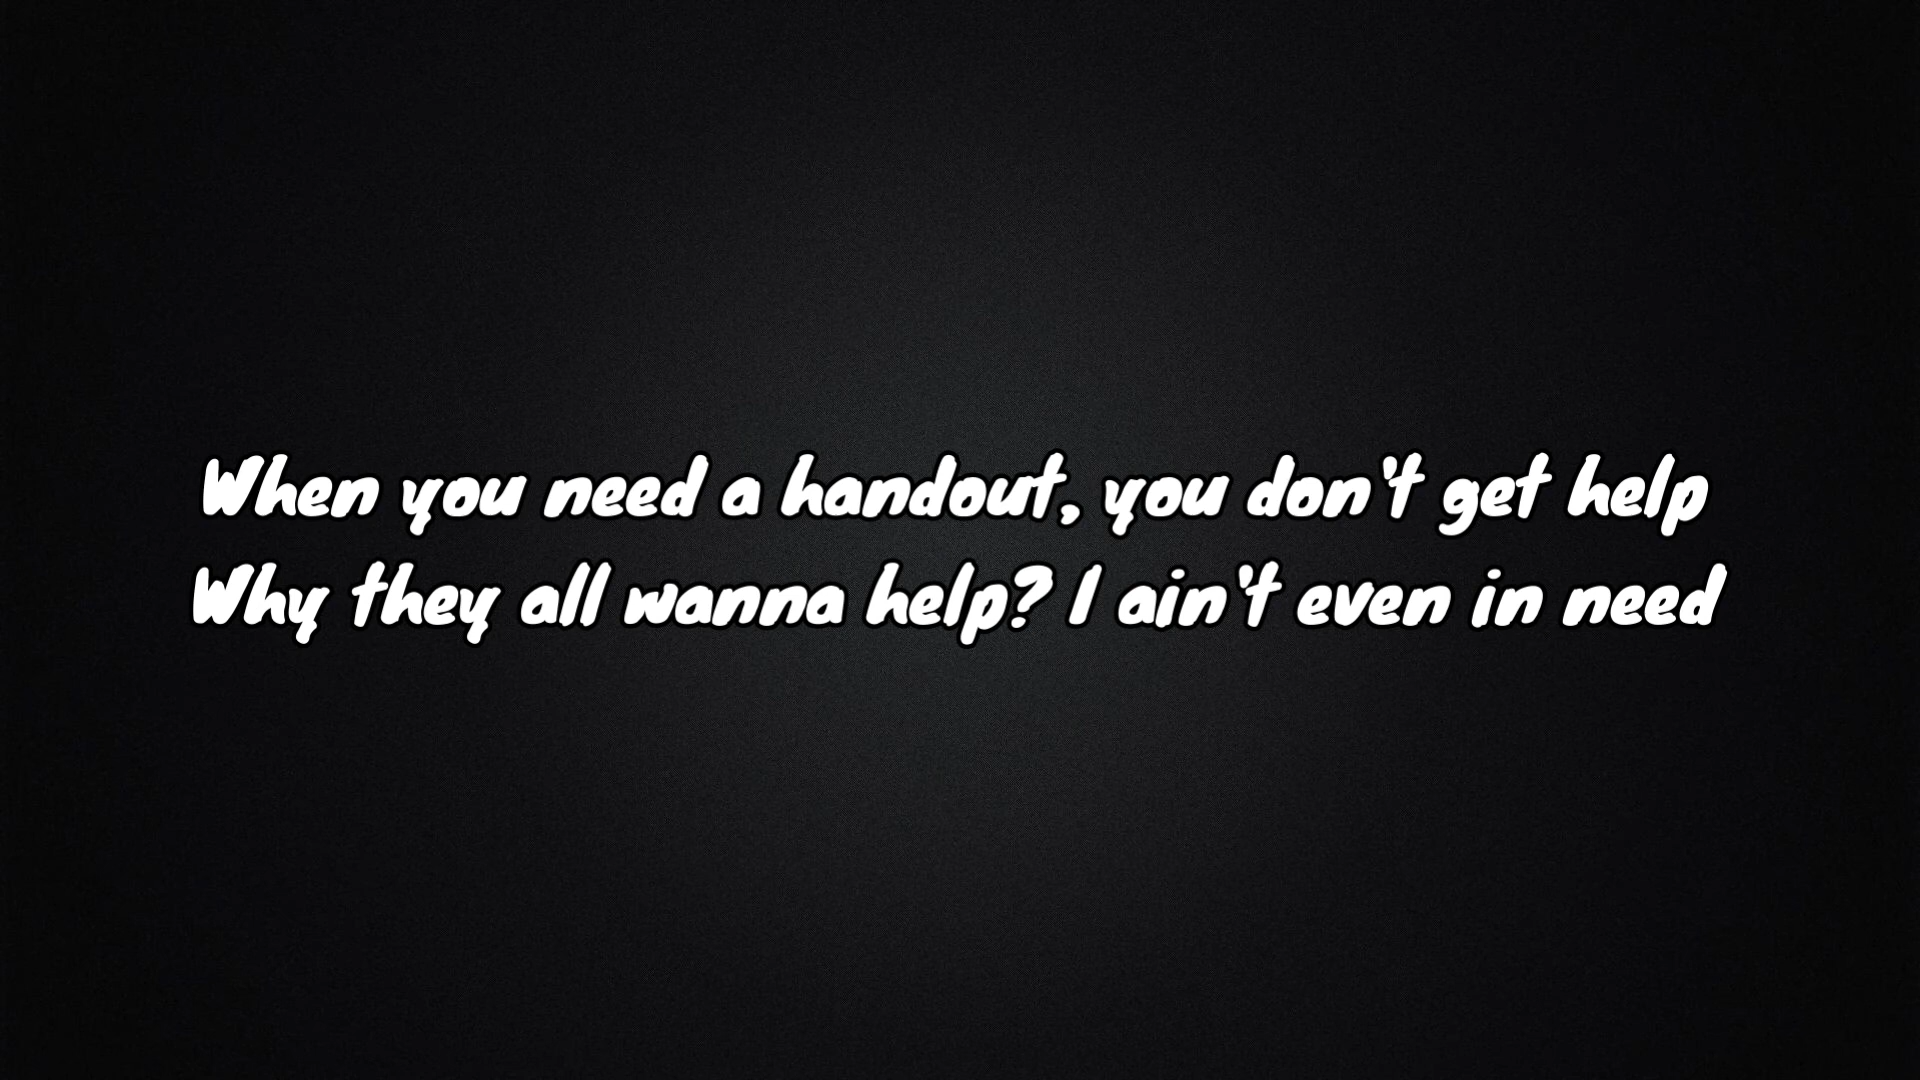 When you need a handout, you don't get help
Why they all wanna help? I ain't even in need